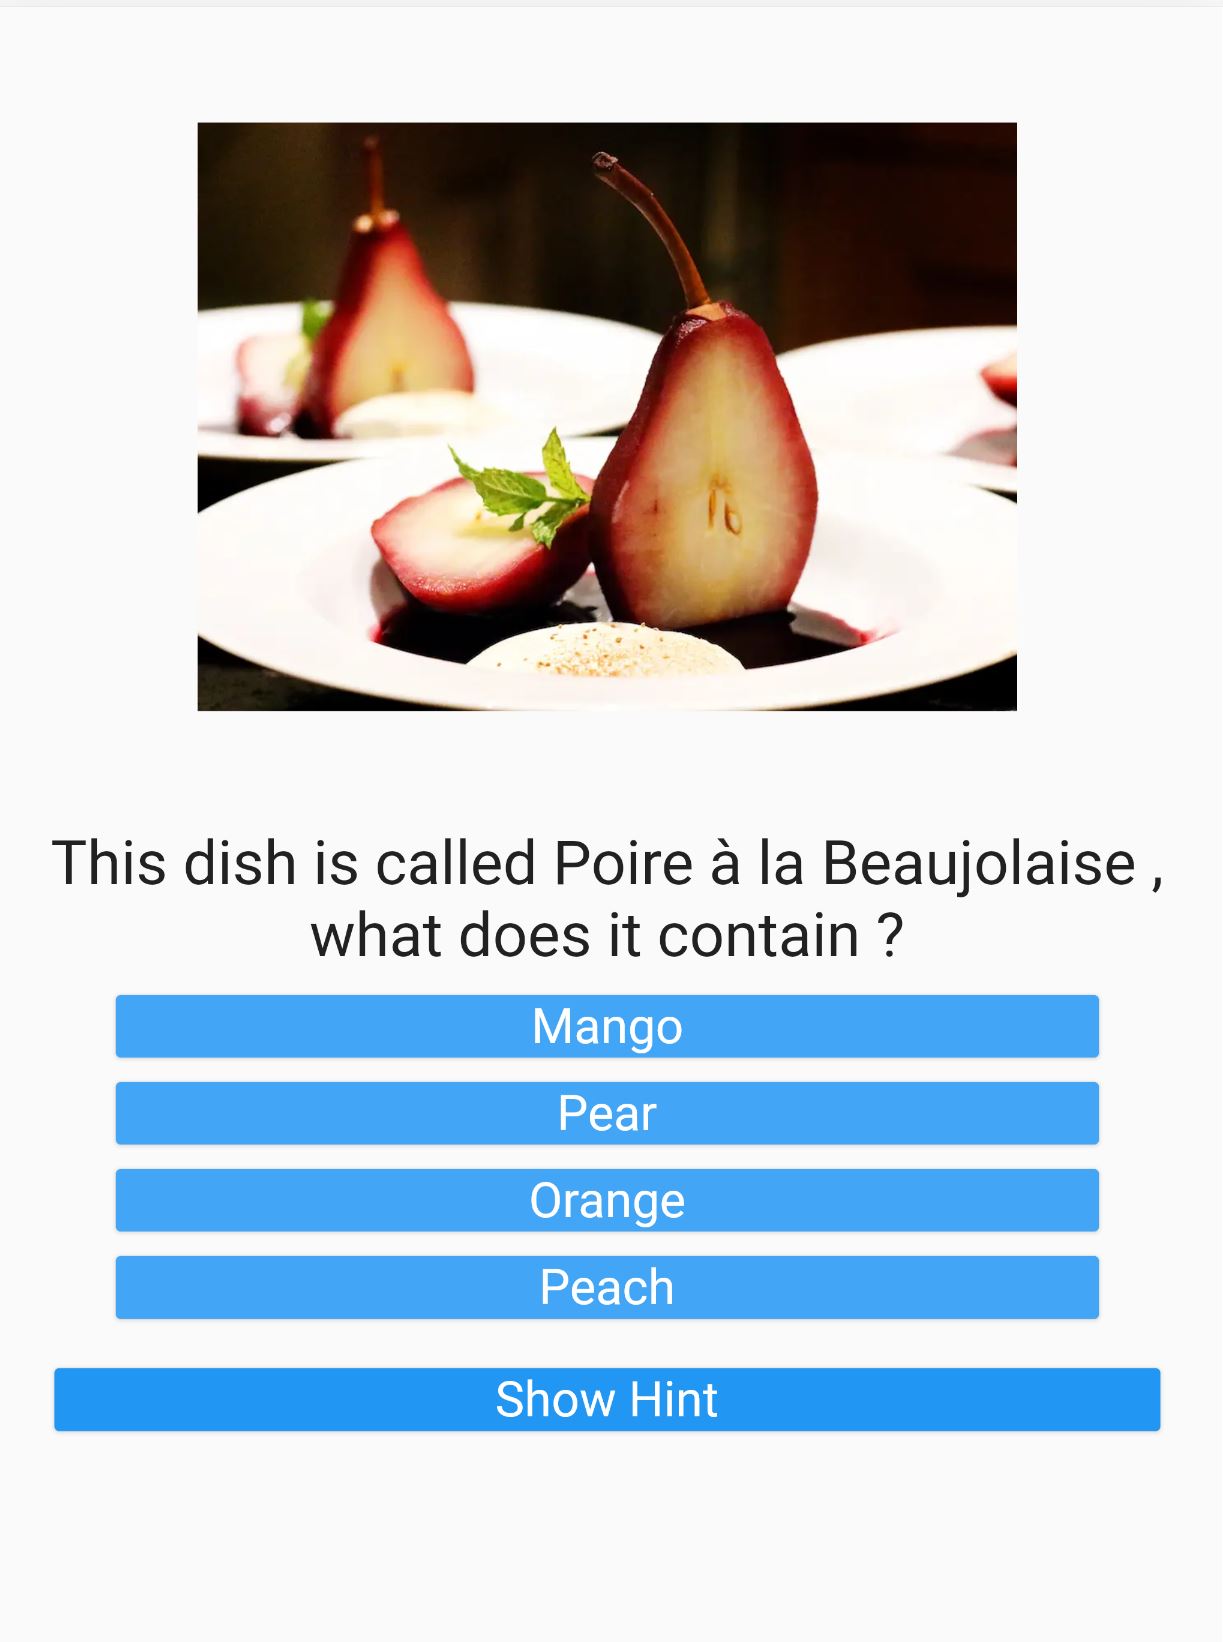 This dish is called Poire à la Beaujolaise ,
what does it contain ?
Mango
Pear
Orange
Peach
Show Hint